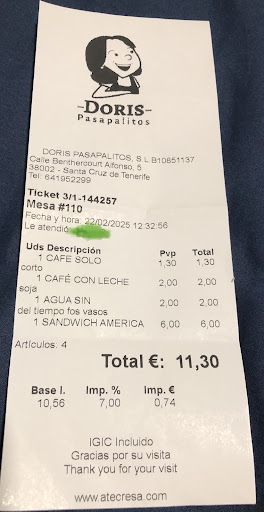 -DORIS-
Pasapalitos
DORIS PASAPALITOS, S.L B10851137
Calle Benthercourt Alfonso, 5
38002 - Santa Cruz de Tenerife
Tel: 641952299
Ticket 3/1-144257
Mesa #110
Fecha y hora: 22/02/2025 12:32:56
Le atendió:
Uds Descripción Pvp Total
1 CAFE SOLO 1,30 1,30
corto
1 CAFÉ CON LECHE 2,00 2,00
soja
1 AGUA SIN 2,00 2,00
del tiempo fos vasos
1 SANDWICH AMERICA 6,00 6,00
Artículos: 4
Total €: 11,30
Base I. Imp. % Imp. €
10,56 7,00 0,74
IGIC Incluido
Gracias por su visita
Thank you for your visit
www.atecresa.com